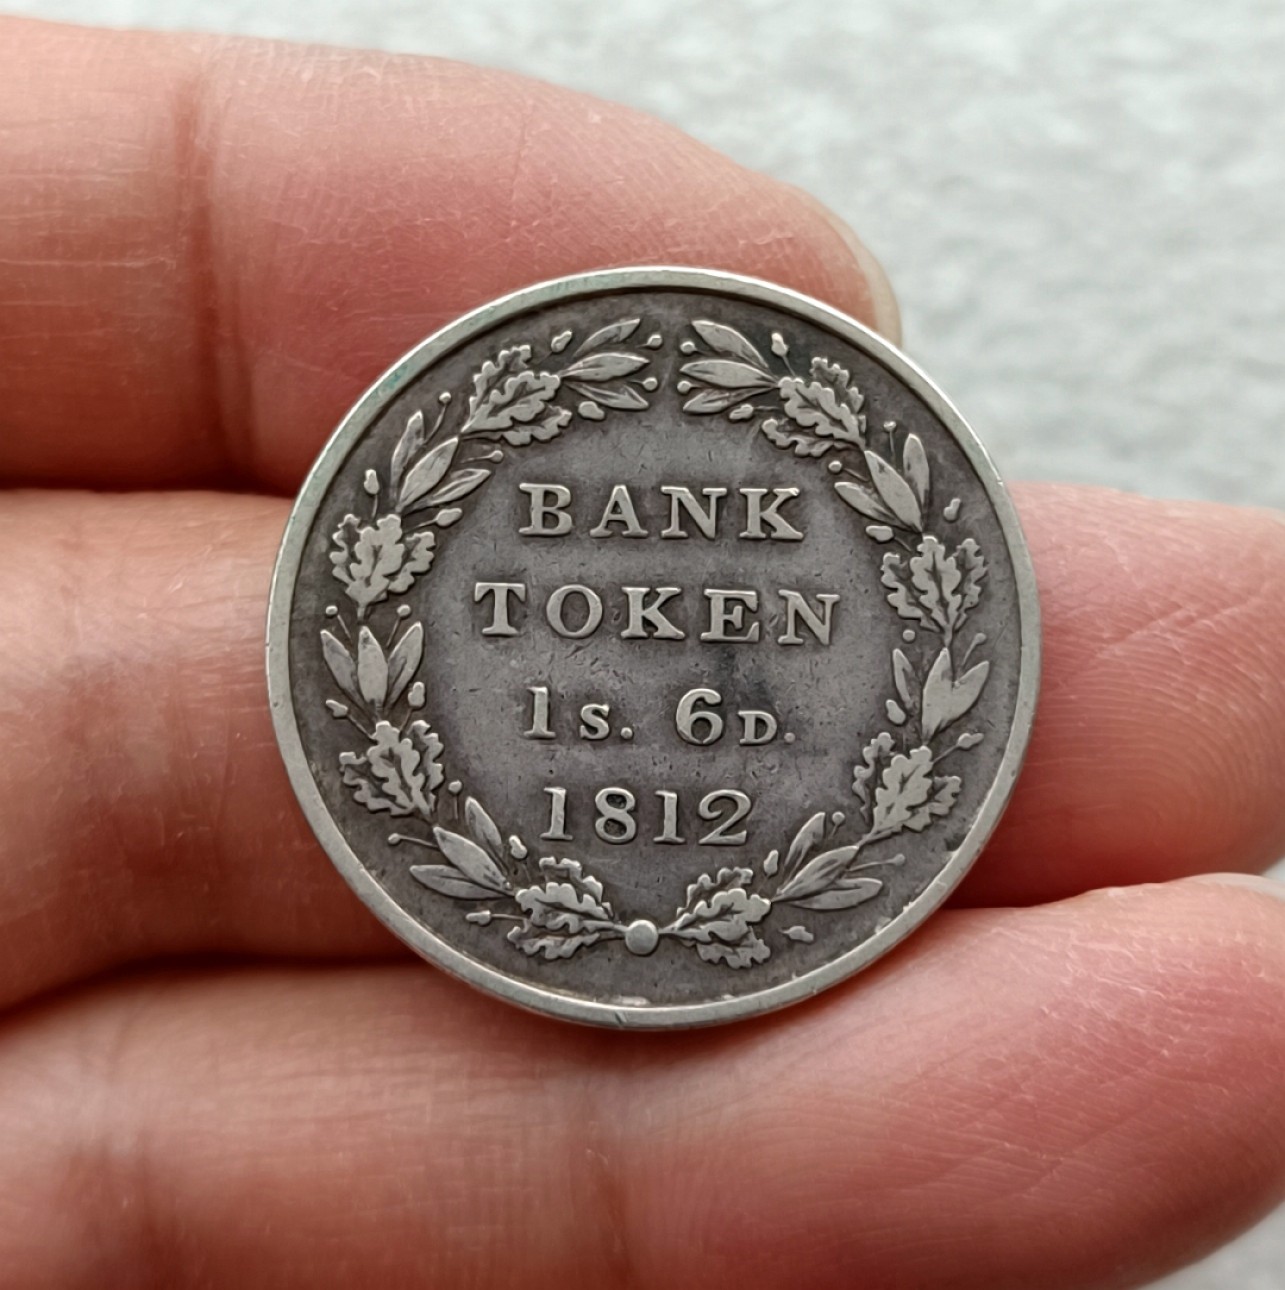 BANK
TOKEN
1s. 6D.
1812